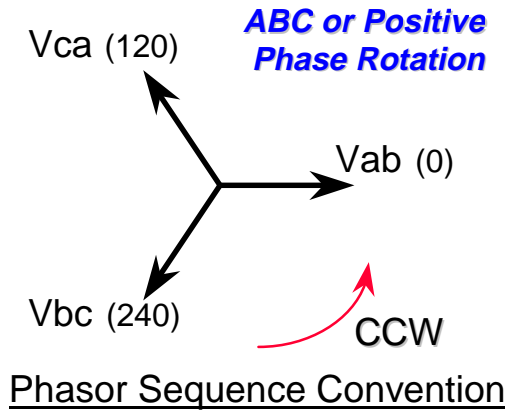 ABC or Positive
Phase Rotation
Vca (120)
Vab (0)
Vbc (240)
CCW
Phasor Sequence Convention